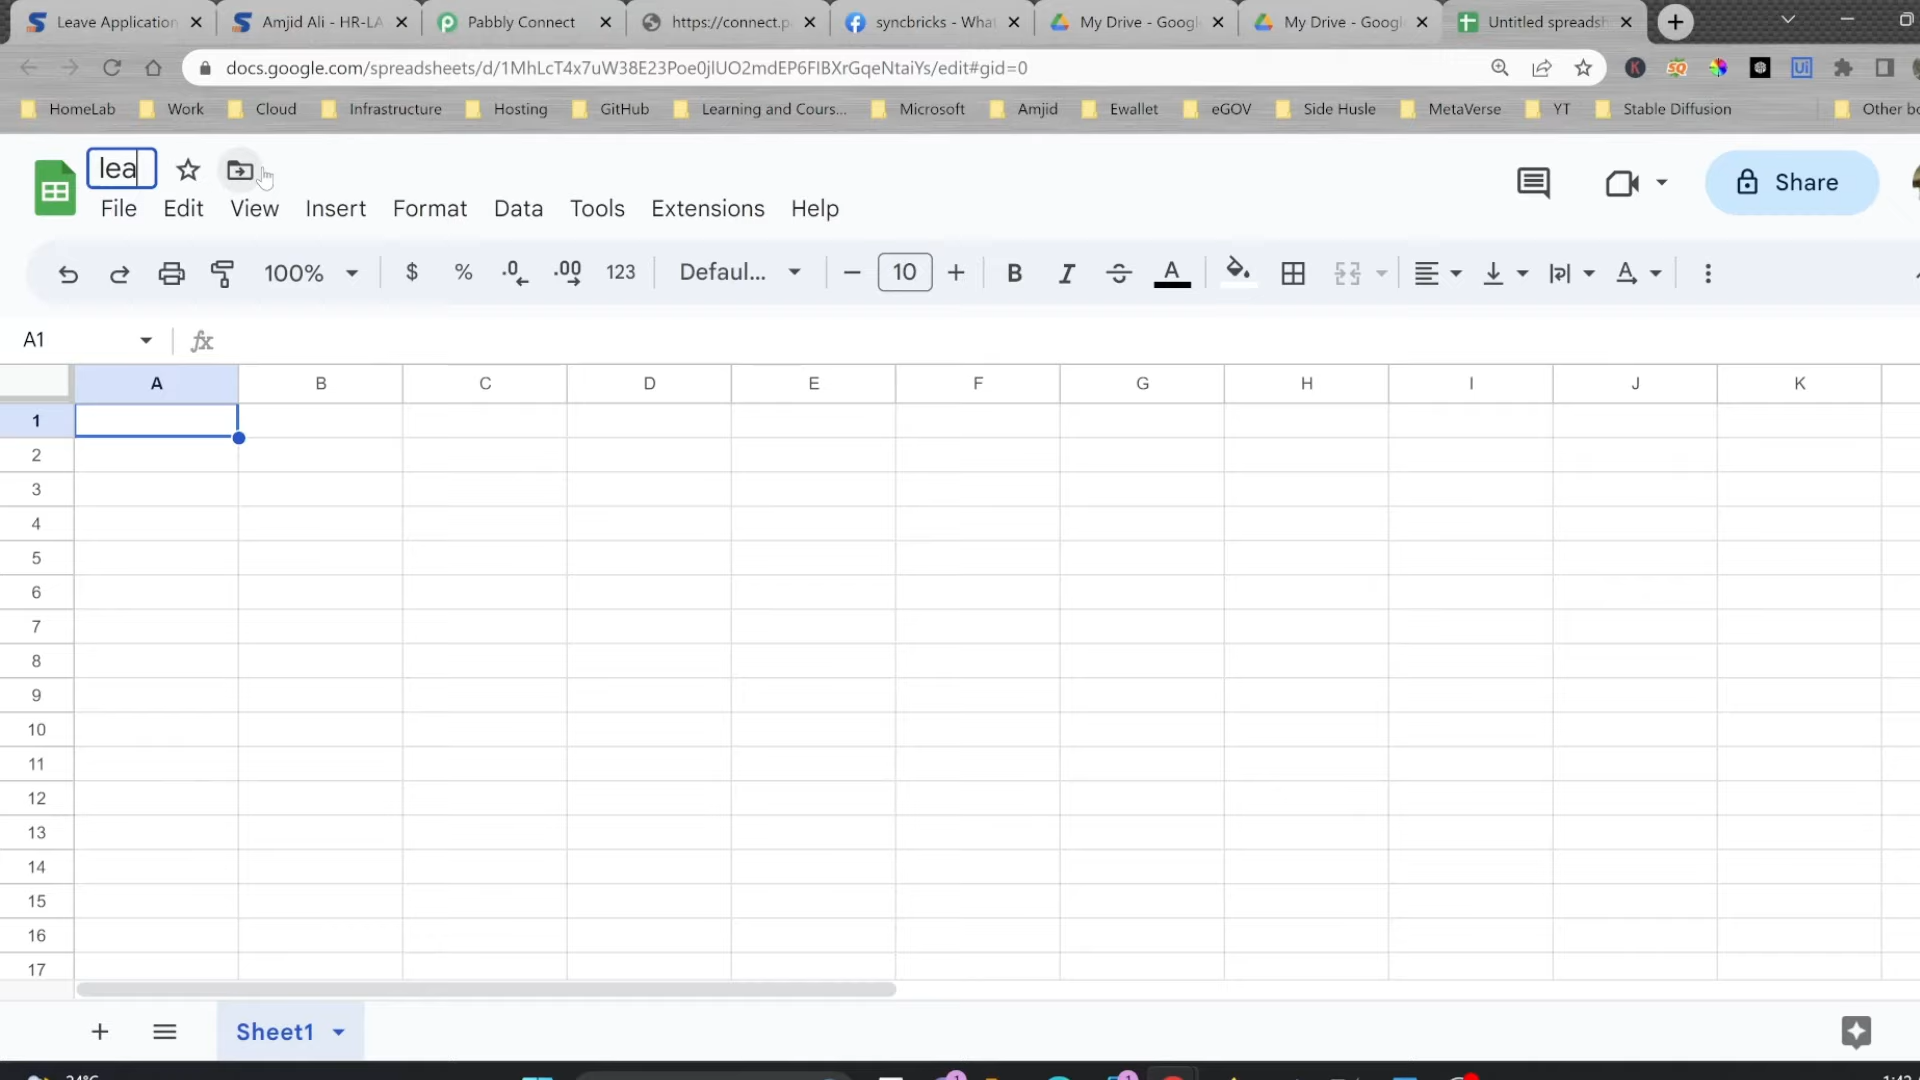 Leave Application
Amjid Ali - HR-LA
Pabbly Connect
https://connect.p
syncbricks - What
My Drive - Google
My Drive - Google
Untitled spreadsh
docs.google.com/spreadsheets/d/1MhLcT4x7uW38E23Poe0jlUO2mdEP6FlBXrGqeNtaiYs/edit#gid=0
HomeLab
Work
Cloud
Infrastructure
Hosting
GitHub
Learning and Cours...
Microsoft
Amjid
Ewallet
eGOV
Side Husle
MetaVerse
YT
Stable Diffusion
Other bo
lea
Share
File Edit View Insert Format Data Tools Extensions Help
100% $ % .0 .00 123 Defaul... 10 B I A
A1
fx
A B C D E F G H I J K
1
2
3
4
5
6
7
8
9
10
11
12
13
14
15
16
17
Sheet1